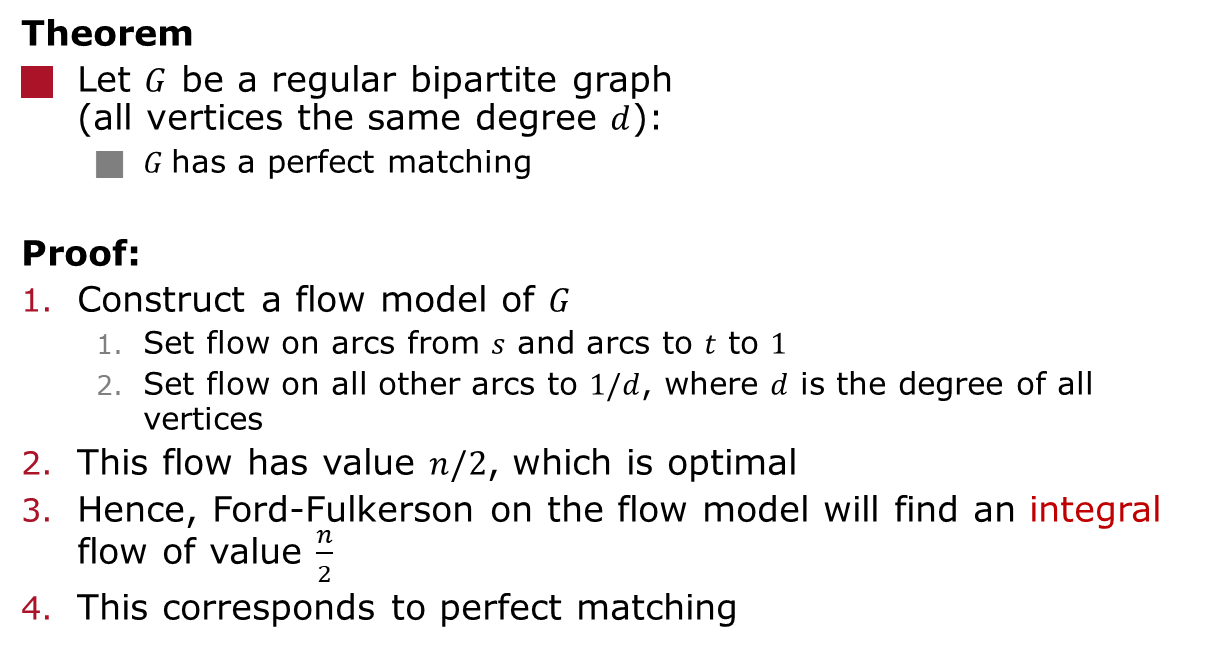 Theorem
Let G be a regular bipartite graph
(all vertices the same degree d):
G has a perfect matching
Proof:
1. Construct a flow model of G
1. Set flow on arcs from s and arcs to t to 1
2. Set flow on all other arcs to 1/d, where d is the degree of all
vertices
2. This flow has value n/2, which is optimal
3. Hence, Ford-Fulkerson on the flow model will find an integral
flow of value n/2
4. This corresponds to perfect matching